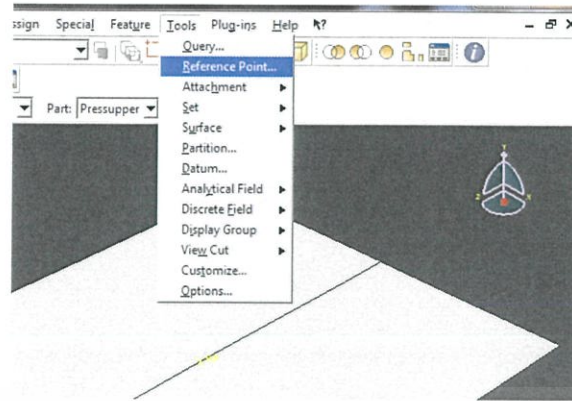 ssign Special Feature Tools Plug-ins Help
Query...
Reference Point...
Attachment
Part: Pressupper
Set
Surface
Partition...
Datum...
Analytical Field
Discrete Field
Display Group
View Cut
Customize...
Options...